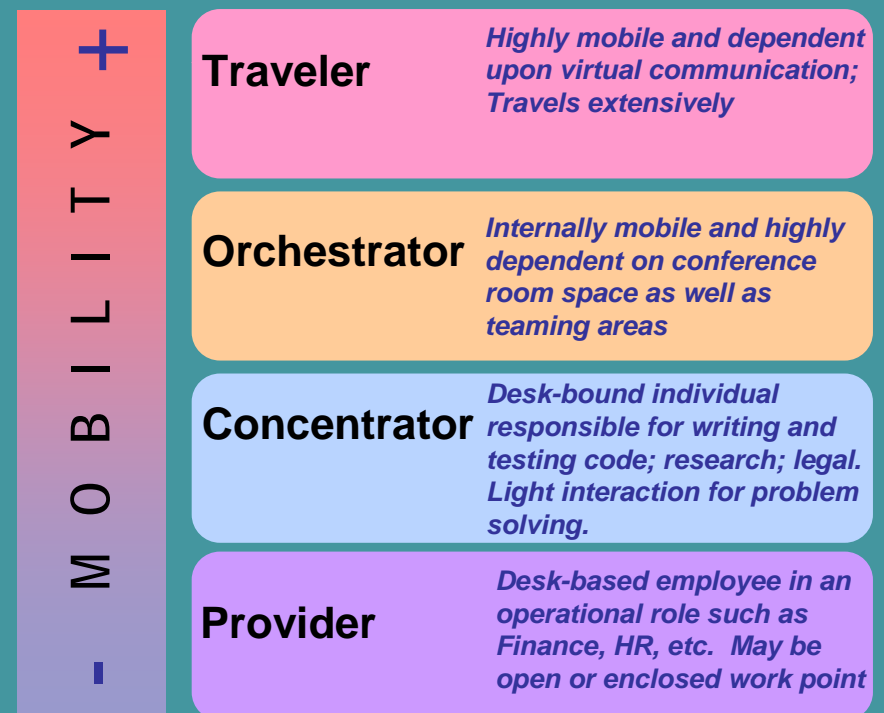 - M O B I L I T Y +
Traveler
Highly mobile and dependent
upon virtual communication;
Travels extensively
Orchestrator
Internally mobile and highly
dependent on conference
room space as well as
teaming areas
Concentrator
Desk-bound individual
responsible for writing and
testing code; research; legal.
Light interaction for problem
solving.
Provider
Desk-based employee in an
operational role such as
Finance, HR, etc.  May be
open or enclosed work point